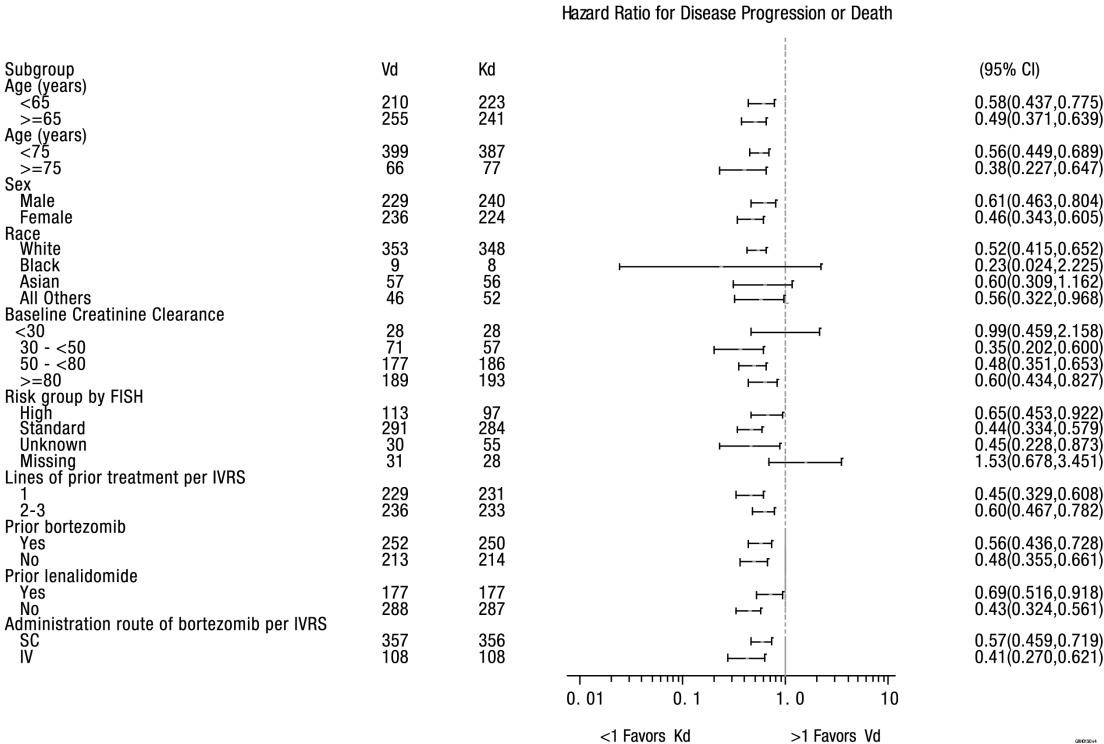 Hazard Ratio for Disease Progression or Death
Subgroup Vd Kd (95% CI)
Age (years)
<65 210 223 0.58(0.437,0.775)
>=65 255 241 0.49(0.371,0.639)
Age (years)
<75 399 387 0.56(0.449,0.689)
>=75 66 77 0.38(0.227,0.647)
Sex
Male 229 240 0.61(0.463,0.804)
Female 236 224 0.46(0.343,0.605)
Race
White 353 348 0.52(0.415,0.652)
Black 9 8 0.23(0.024,2.225)
Asian 57 56 0.60(0.309,1.162)
All Others 46 52 0.56(0.322,0.968)
Baseline Creatinine Clearance
<30 28 28 0.99(0.459,2.158)
30 - <50 71 57 0.35(0.202,0.600)
50 - <80 177 186 0.48(0.351,0.653)
>=80 189 193 0.60(0.434,0.827)
Risk group by FISH
High 113 97 0.65(0.453,0.922)
Standard 291 284 0.44(0.334,0.579)
Unknown 30 55 0.45(0.228,0.873)
Missing 31 28 1.53(0.678,3.451)
Lines of prior treatment per IVRS
1 229 231 0.45(0.329,0.608)
2-3 236 233 0.60(0.467,0.782)
Prior bortezomib
Yes 252 250 0.56(0.436,0.728)
No 213 214 0.48(0.355,0.661)
Prior lenalidomide
Yes 177 177 0.69(0.516,0.918)
No 288 287 0.43(0.324,0.561)
Administration route of bortezomib per IVRS
SC 357 356 0.57(0.459,0.719)
IV 108 108 0.41(0.270,0.621)
0.01 0.1 1.0 10
<1 Favors Kd >1 Favors Vd